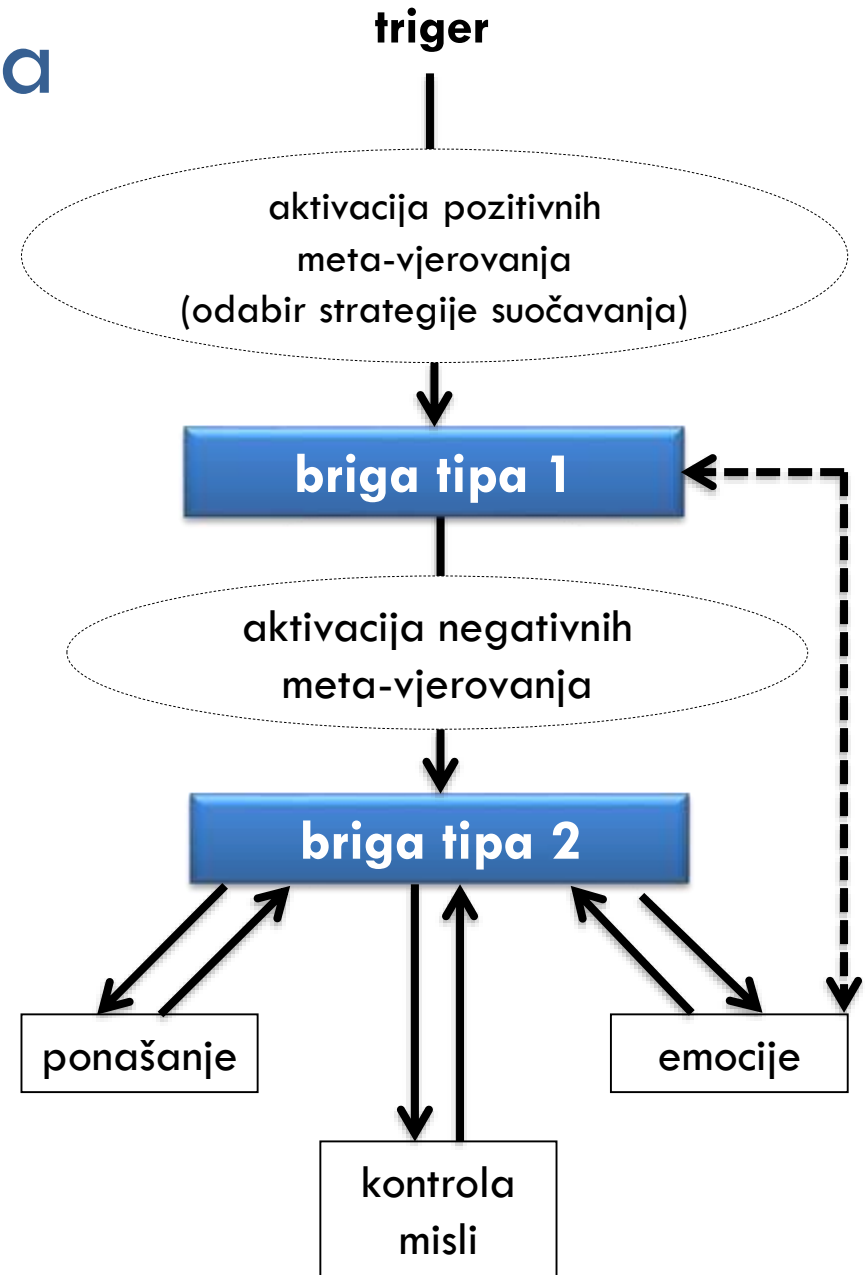 a
triger
aktivacija pozitivnih
meta-vjerovanja
(odabir strategije suočavanja)
briga tipa 1
aktivacija negativnih
meta-vjerovanja
briga tipa 2
ponašanje
emocije
kontrola
misli